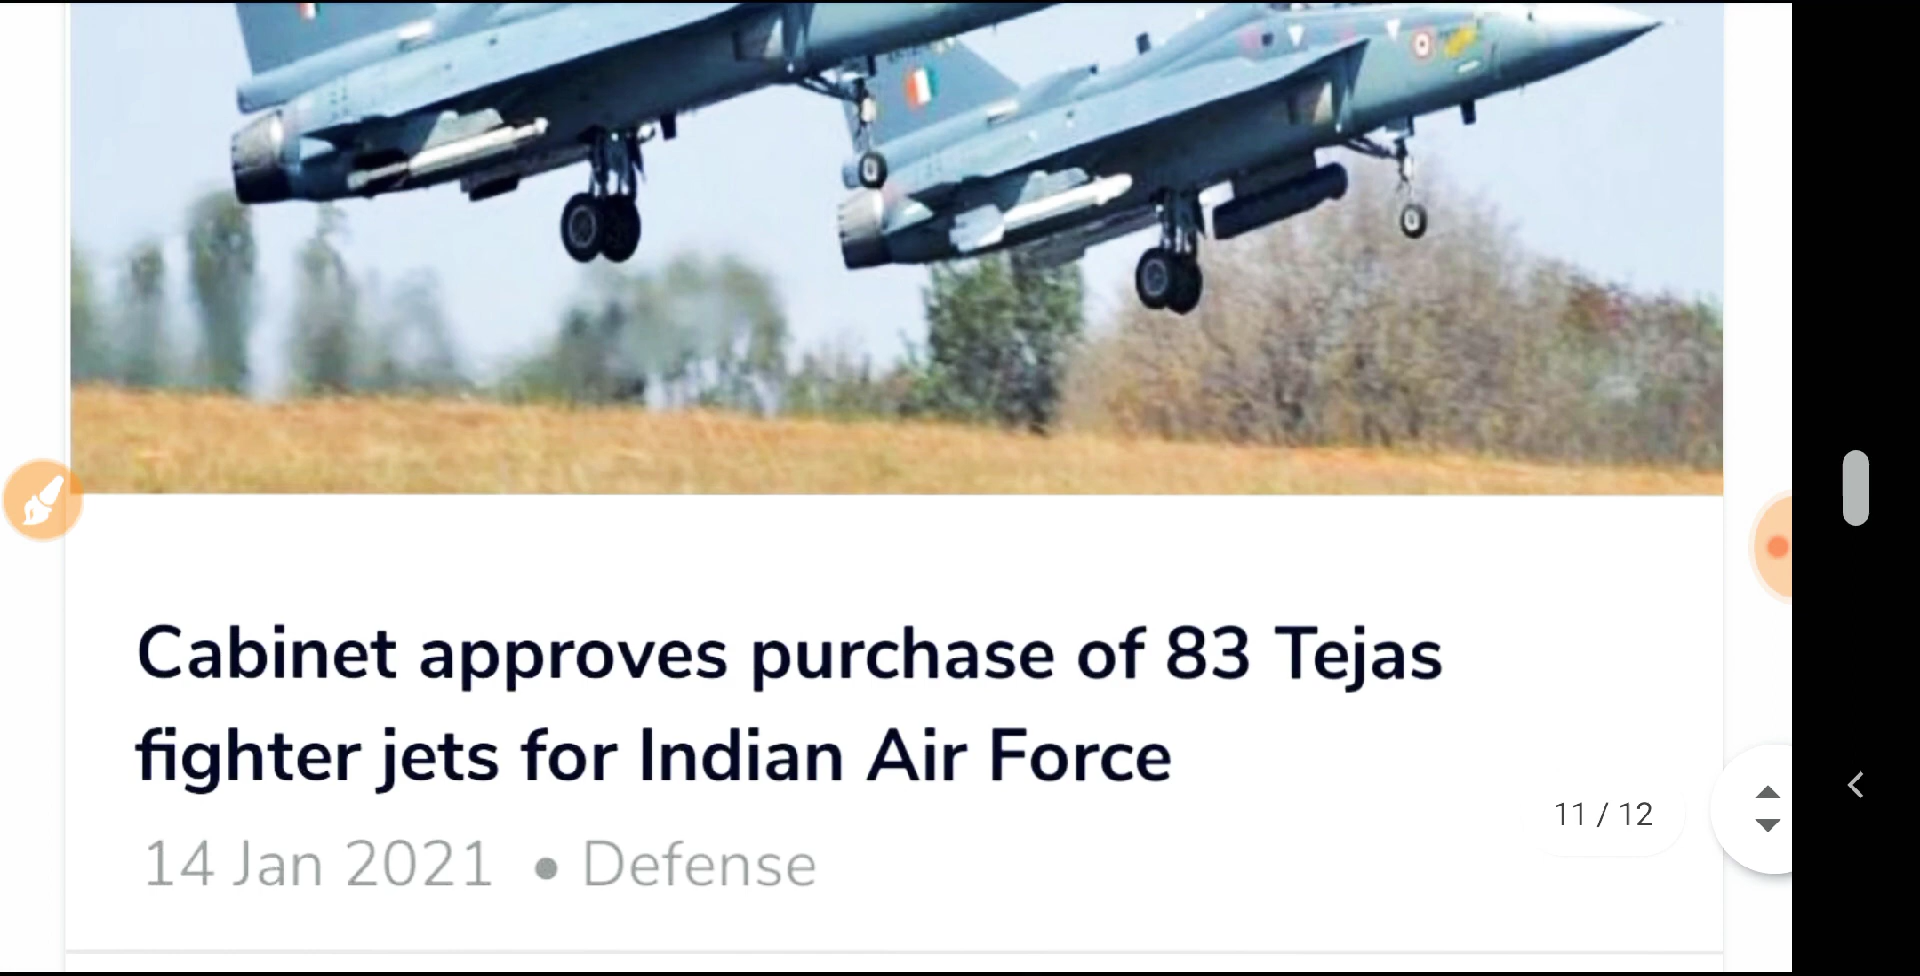 Cabinet approves purchase of 83 Tejas
fighter jets for Indian Air Force
11 / 12
14 Jan 2021 • Defense